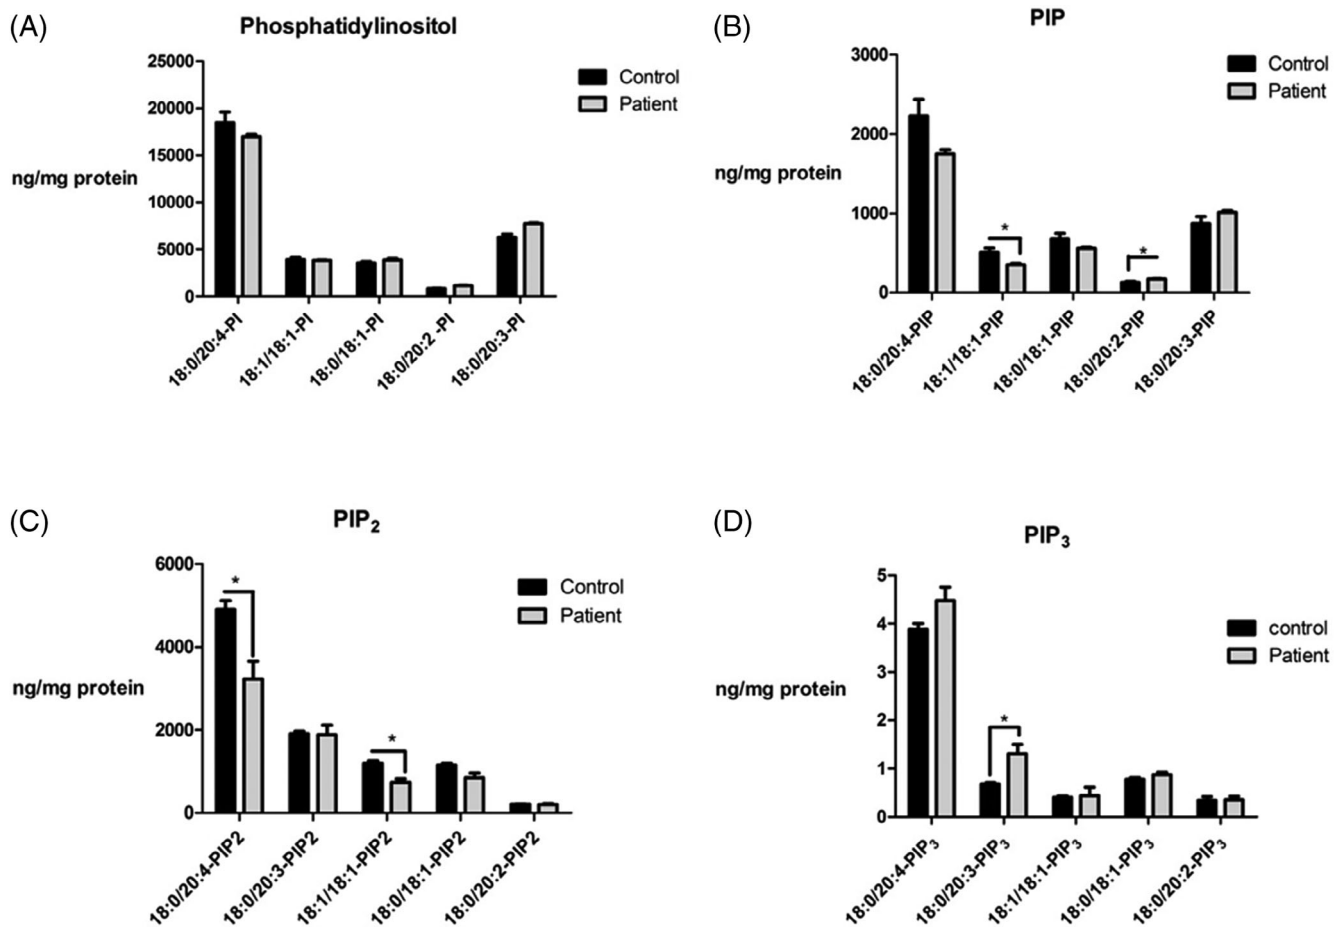 (A)
Phosphatidylinositol
25000
20000
15000
10000
5000
0
ng/mg protein
Control
Patient
18:0/20:4-PI
18:1/18:1-PI
18:0/18:1-PI
18:0/20:2 -PI
18:0/20:3-PI
(B)
PIP
3000
2000
1000
0
ng/mg protein
Control
Patient
*
*
18:0/20:4-PIP
18:1/18:1-PIP
18:0/18:1-PIP
18:0/20:2-PIP
18:0/20:3-PIP
(C)
PIP₂
6000
4000
2000
0
ng/mg protein
Control
Patient
*
*
18:0/20:4-PIP2
18:0/20:3-PIP2
18:1/18:1-PIP2
18:0/18:1-PIP2
18:0/20:2-PIP2
(D)
PIP₃
5
4
3
2
1
0
ng/mg protein
control
Patient
*
18:0/20:4-PIP₃
18:0/20:3-PIP₃
18:1/18:1-PIP₃
18:0/18:1-PIP₃
18:0/20:2-PIP₃